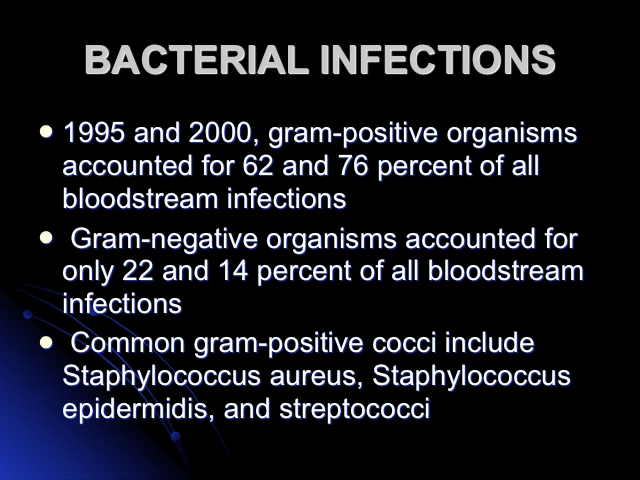 BACTERIAL INFECTIONS
1995 and 2000, gram-positive organisms
accounted for 62 and 76 percent of all
bloodstream infections
Gram-negative organisms accounted for
only 22 and 14 percent of all bloodstream
infections
Common gram-positive cocci include
Staphylococcus aureus, Staphylococcus
epidermidis, and streptococci